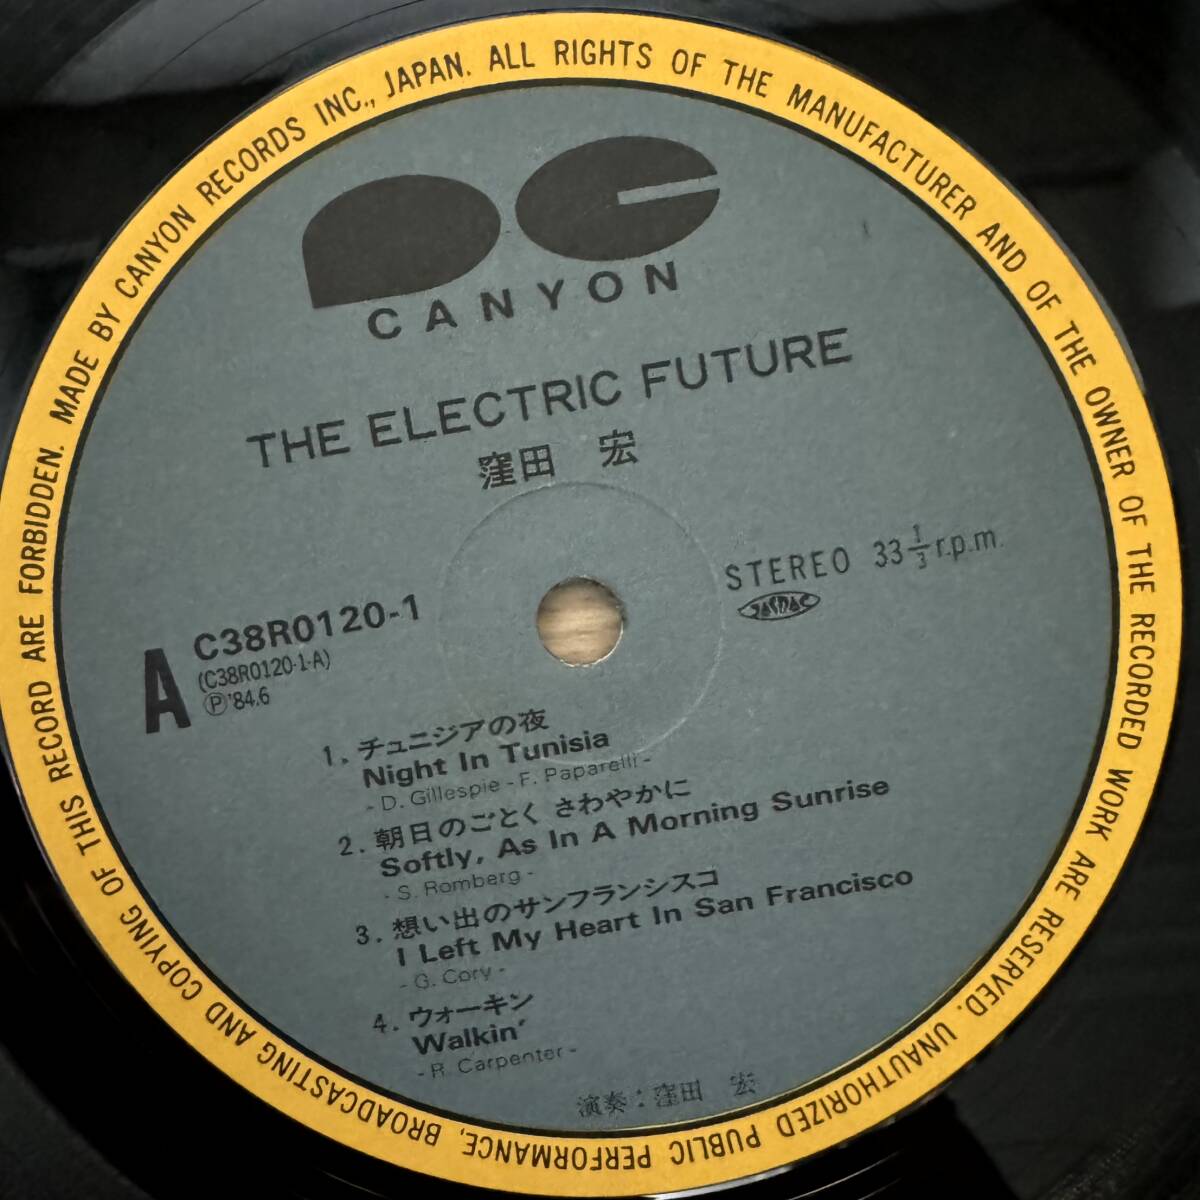 MADE BY CANYON RECORDS INC., JAPAN. ALL RIGHTS OF THE MANUFACTURER AND OF THE OWNER OF THE RECORDED WORK ARE RESERVED. UNAUTHORIZED PUBLIC PERFORMANCE, BROADCASTING AND COPYING OF THIS RECORD ARE FORBIDDEN.
CANYON
THE ELECTRIC FUTURE
窪田 宏
STEREO 33 1/3 r.p.m.
JASRAC
A
C38R0120-1
(C38R0120-1-A)
Ⓟ'84.6
1. チュニジアの夜
Night In Tunisia
- D. Gillespie - F. Paparelli -
2. 朝日のごとく さわやかに
Softly, As In A Morning Sunrise
- S. Romberg -
3. 想い出のサンフランシスコ
I Left My Heart In San Francisco
- G. Cory -
4. ウォーキン
Walkin'
- R. Carpenter -
演奏：窪田 宏